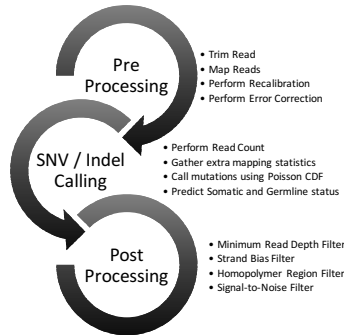 Pre
Processing
• Trim Read
• Map Reads
• Perform Recalibration
• Perform Error Correction
SNV / Indel
Calling
• Perform Read Count
• Gather extra mapping statistics
• Call mutations using Poisson CDF
• Predict Somatic and Germline status
Post
Processing
• Minimum Read Depth Filter
• Strand Bias Filter
• Homopolymer Region Filter
• Signal-to-Noise Filter